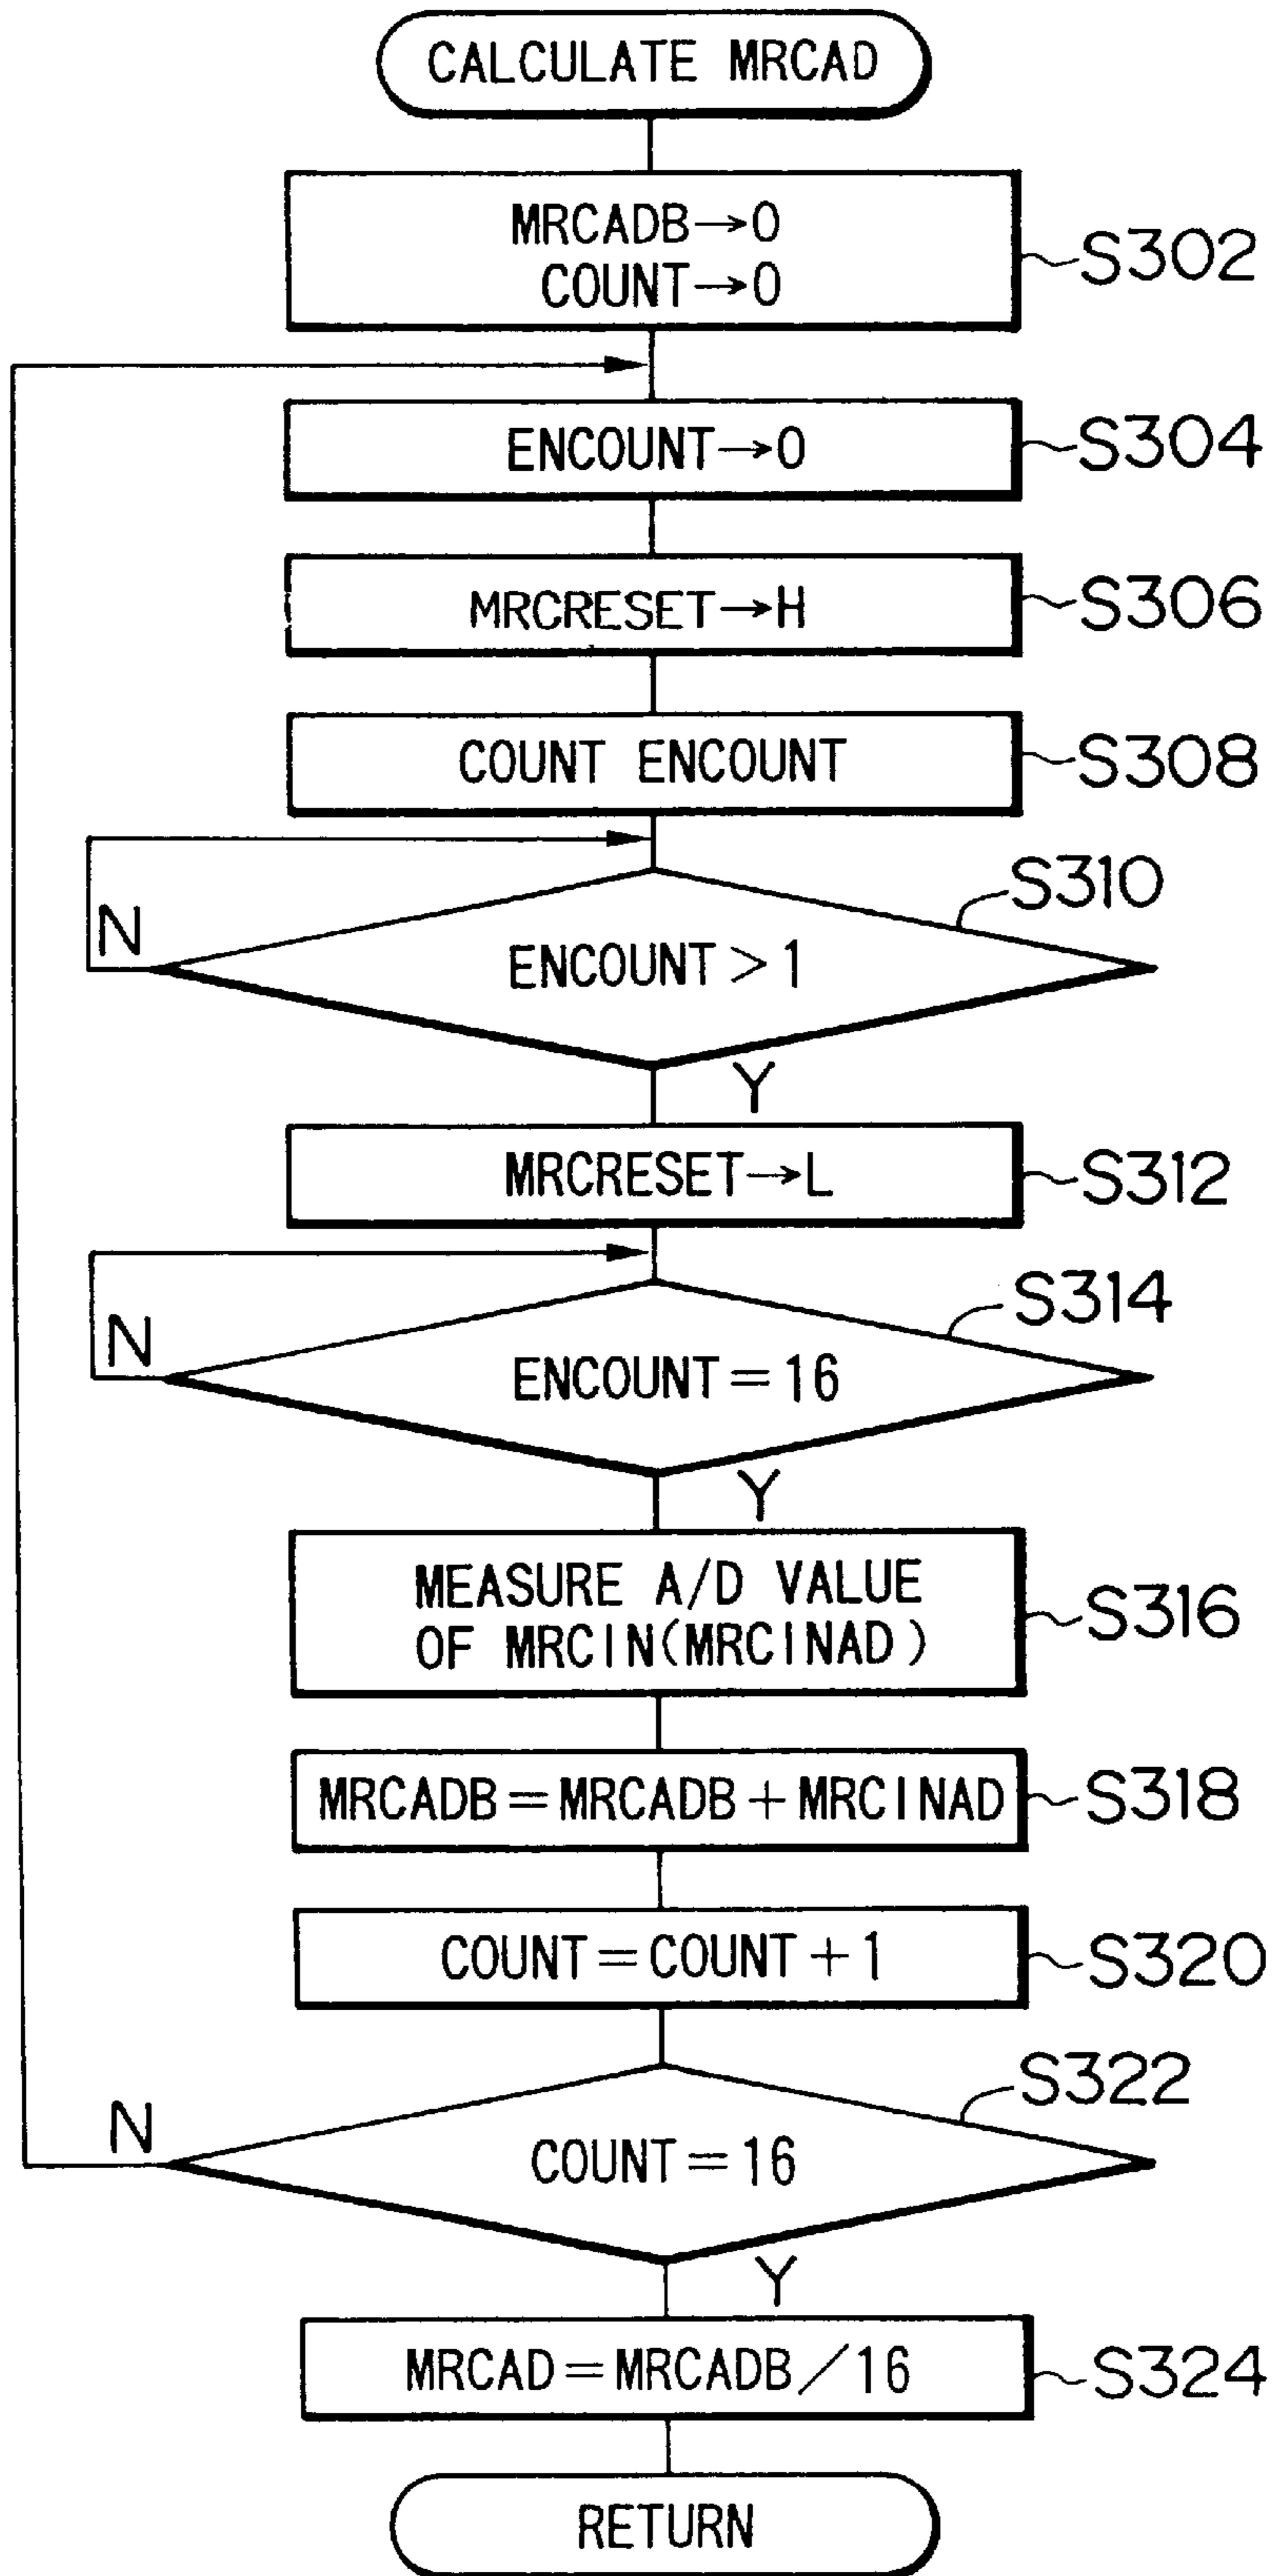 CALCULATE MRCAD
MRCADB→0
COUNT→0
S302
ENCOUNT→0
S304
MRCRESET→H
S306
COUNT ENCOUNT
S308
S310
N
ENCOUNT>1
Y
MRCRESET→L
S312
S314
N
ENCOUNT=16
Y
MEASURE A/D VALUE
OF MRCIN(MRCINAD)
S316
MRCADB=MRCADB+MRCINAD
S318
COUNT=COUNT+1
S320
S322
N
COUNT=16
Y
MRCAD=MRCADB/16
S324
RETURN